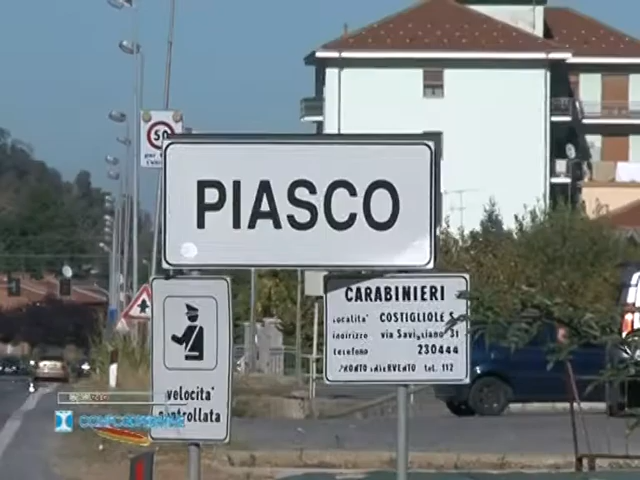 50
PIASCO
CARABINIERI
Località COSTIGLIOLE S.
indirizzo via Savigliano 31
telefono 230444
PRONTO INTERVENTO tel. 112
velocità
controllata